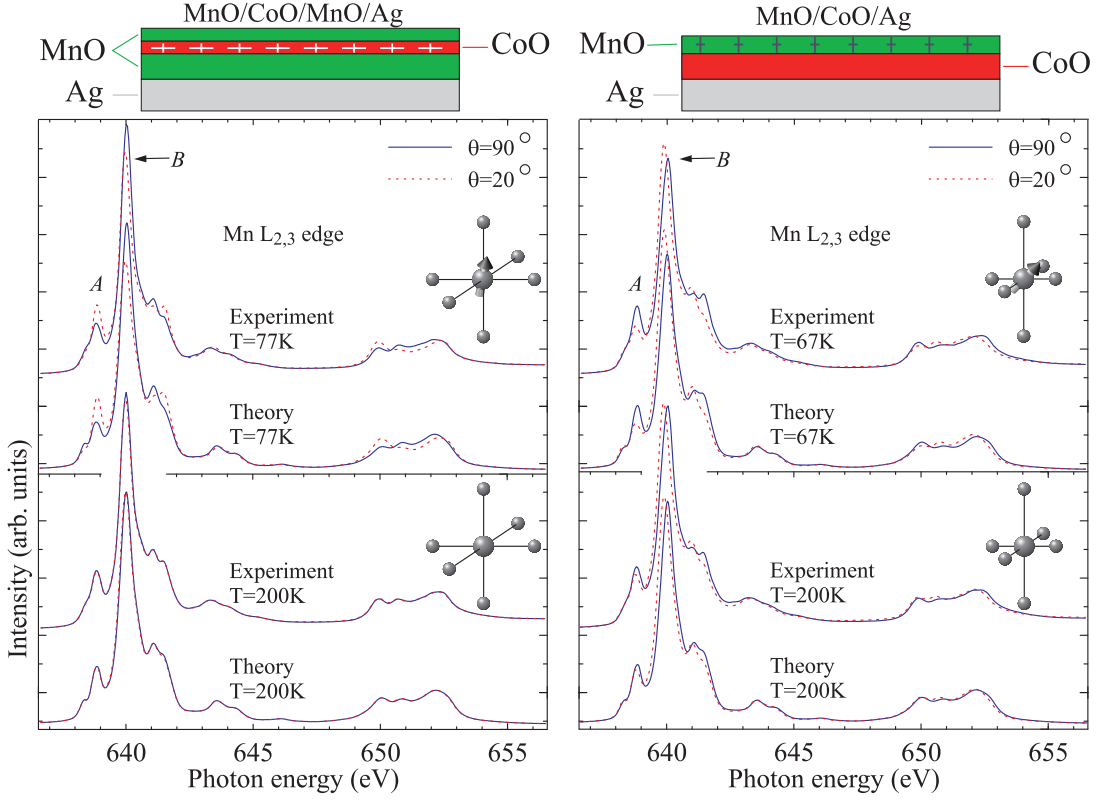 MnO/CoO/MnO/Ag
MnO
CoO
Ag
MnO/CoO/Ag
MnO
CoO
Ag
Intensity (arb. units)
θ=90°
θ=20°
B
Mn L2,3 edge
A
Experiment
T=77K
Theory
T=77K
Experiment
T=200K
Theory
T=200K
640 645 650 655
Photon energy (eV)
θ=90°
θ=20°
B
Mn L2,3 edge
A
Experiment
T=67K
Theory
T=67K
Experiment
T=200K
Theory
T=200K
640 645 650 655
Photon energy (eV)